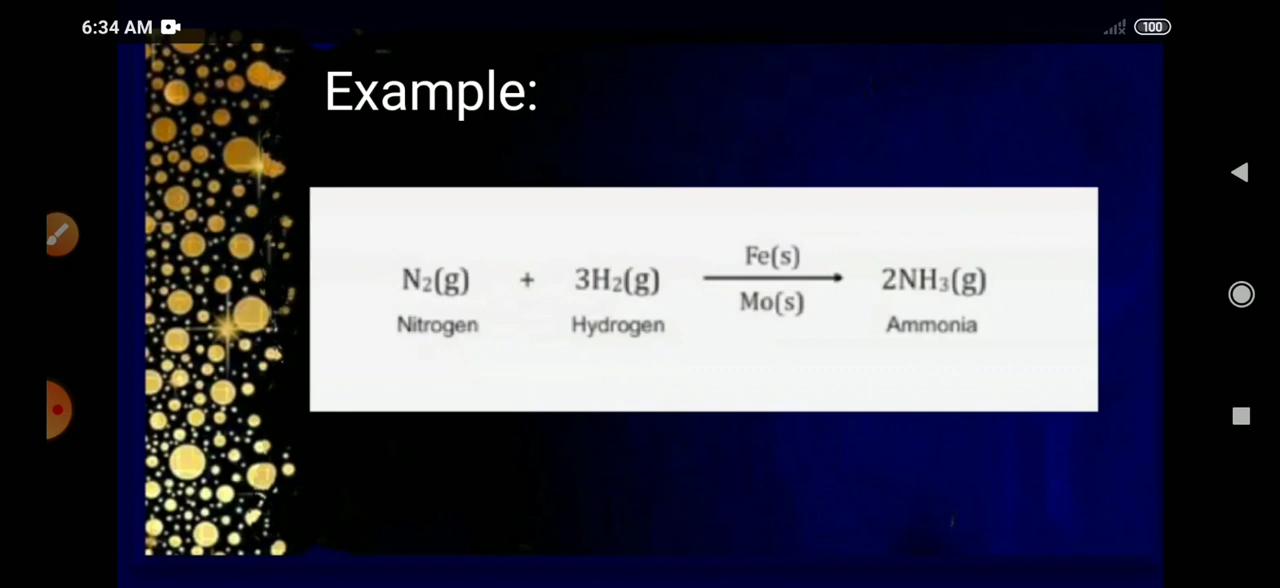 6:34 AM
100
Example:
Fe(s)
N₂(g) + 3H₂(g) 2NH₃(g)
Mo(s)
Nitrogen Hydrogen Ammonia